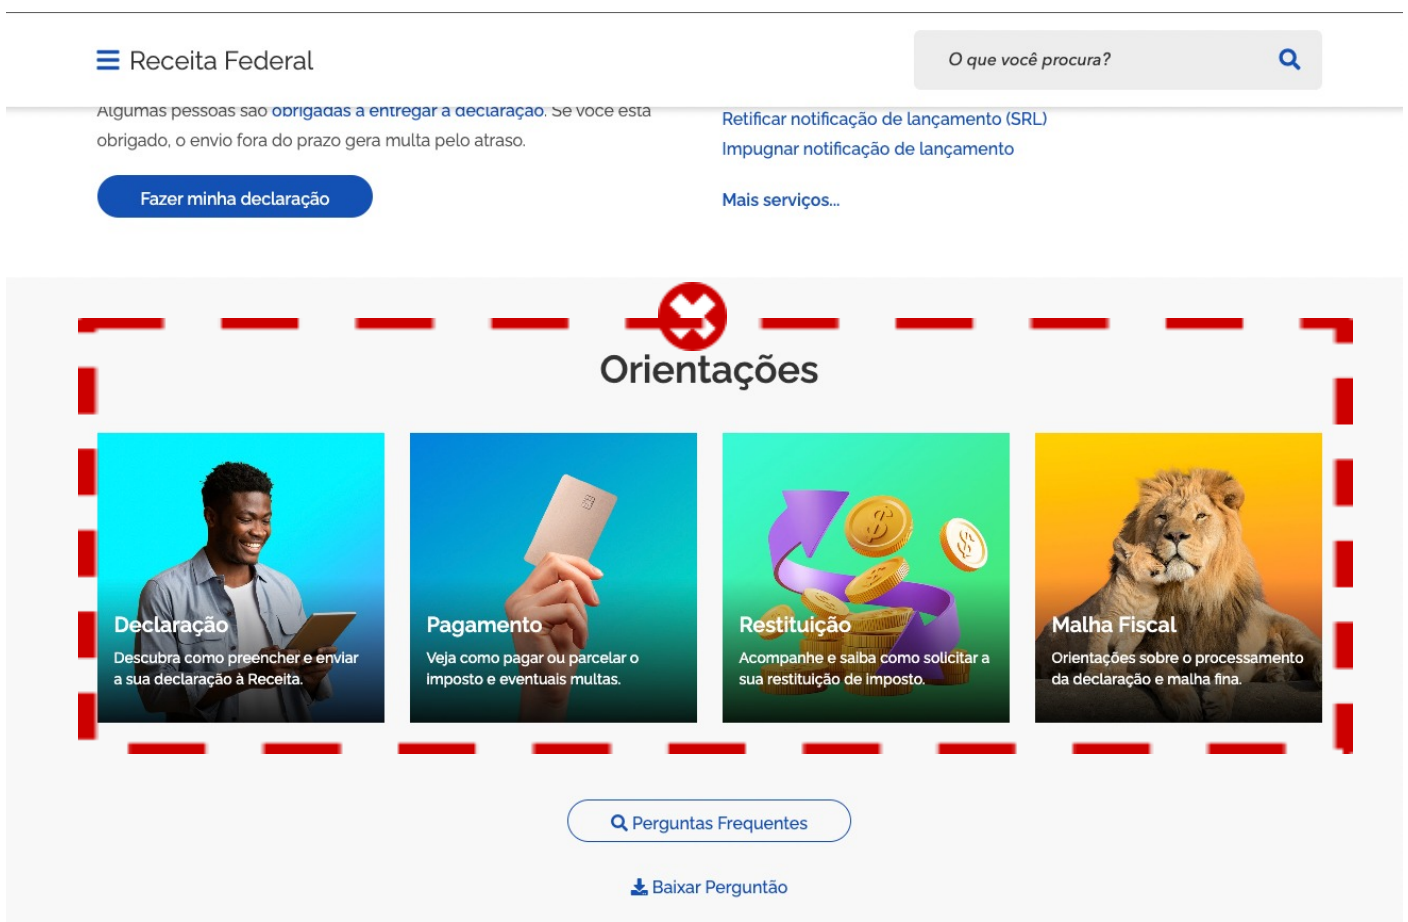 Receita Federal
O que você procura?
Algumas pessoas são obrigadas a entregar a declaração. Se você está
obrigado, o envio fora do prazo gera multa pelo atraso.
Fazer minha declaração
Retificar notificação de lançamento (SRL)
Impugnar notificação de lançamento
Mais serviços...
Orientações
Declaração
Descubra como preencher e enviar
a sua declaração à Receita.
Pagamento
Veja como pagar ou parcelar o
imposto e eventuais multas.
Restituição
Acompanhe e saiba como solicitar a
sua restituição de imposto.
Malha Fiscal
Orientações sobre o processamento
da declaração e malha fina.
Perguntas Frequentes
Baixar Perguntão